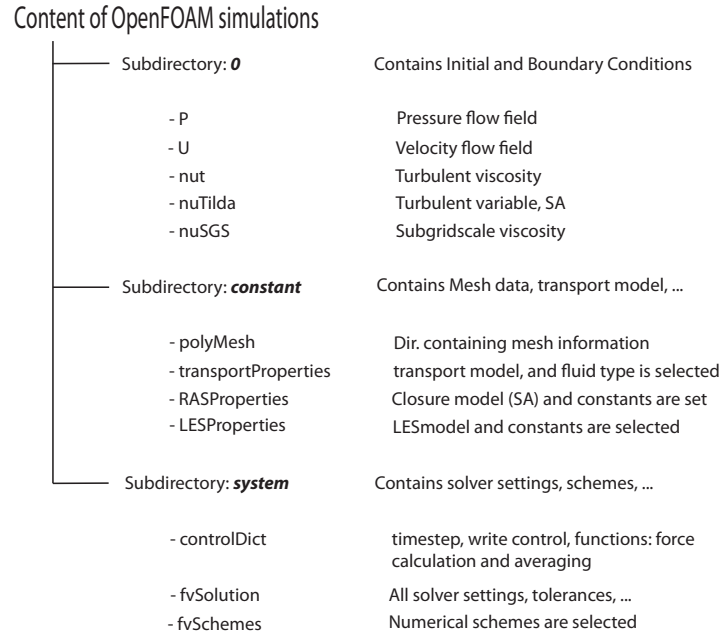 Content of OpenFOAM simulations
Subdirectory: 0 Contains Initial and Boundary Conditions
- P Pressure flow field
- U Velocity flow field
- nut Turbulent viscosity
- nuTilda Turbulent variable, SA
- nuSGS Subgridscale viscosity
Subdirectory: constant Contains Mesh data, transport model, ...
- polyMesh Dir. containing mesh information
- transportProperties transport model, and fluid type is selected
- RASProperties Closure model (SA) and constants are set
- LESProperties LESmodel and constants are selected
Subdirectory: system Contains solver settings, schemes, ...
- controlDict timestep, write control, functions: force
calculation and averaging
- fvSolution All solver settings, tolerances, ...
- fvSchemes Numerical schemes are selected